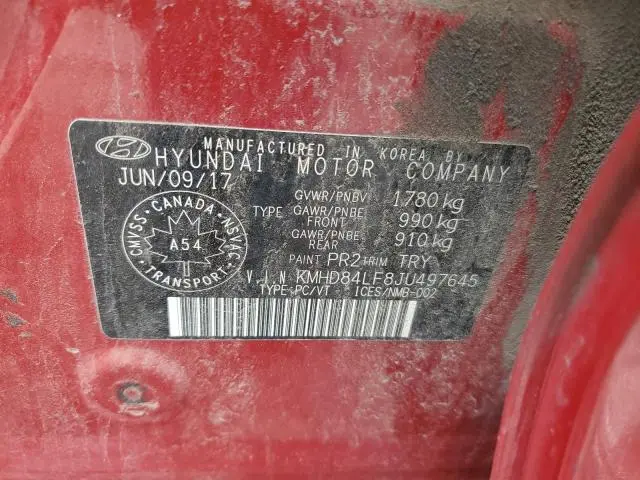 MANUFACTURED IN KOREA BY
HYUNDAI MOTOR COMPANY
JUN/09/17
GVWR/PNBV 1780 kg
TYPE GAWR/PNBE FRONT 990 kg
GAWR/PNBE REAR 910 kg
PAINT PR2 TRIM TRY
V.I.N KMHD84LF8JU497645
TYPE:PC/VT ICES/NMB-002
CMVSS. CANADA NSVAC
A54
TRANSPORT